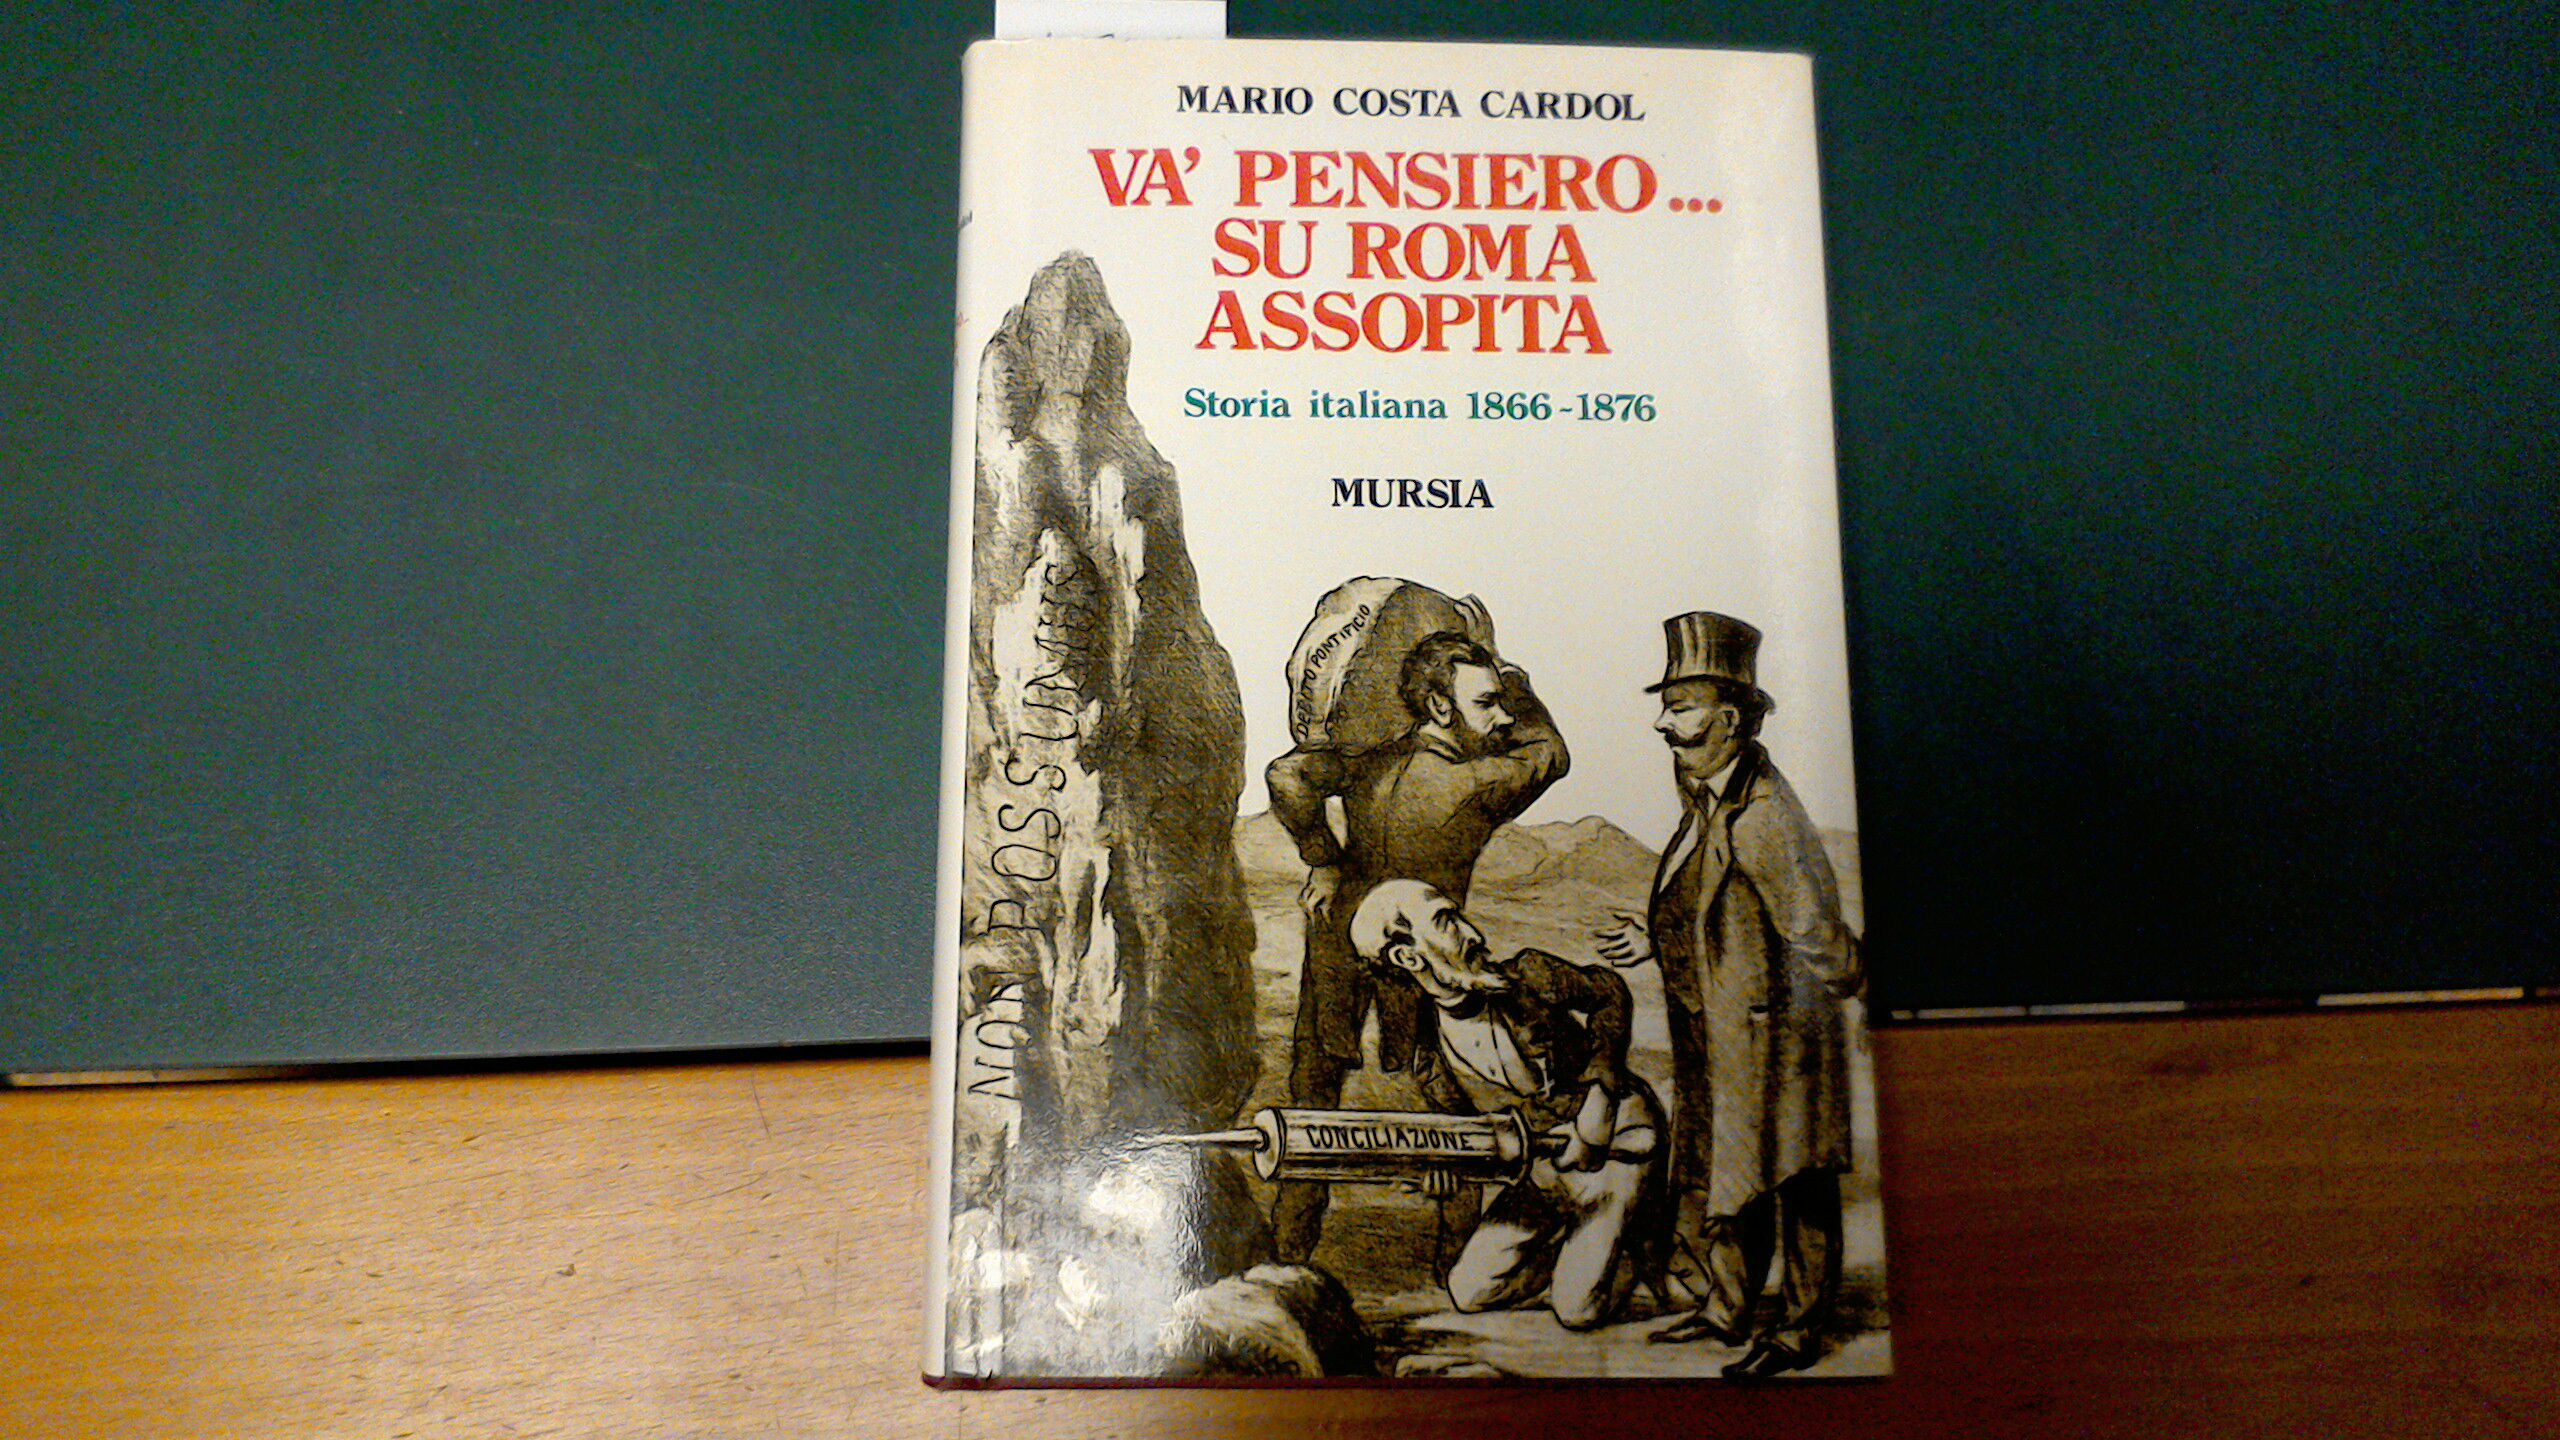 MARIO COSTA CARDOL
VA' PENSIERO...
SU ROMA
ASSOPITA
Storia italiana 1866-1876
MURSIA
DEBITO PONTIFICIO
NON POSSUMUS
CONCILIAZIONE